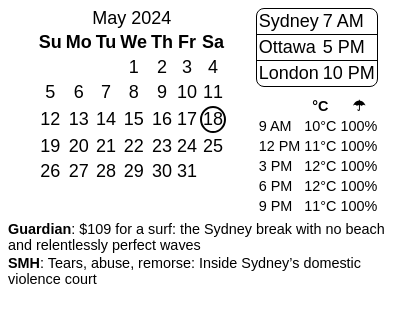 May 2024
Su Mo Tu We Th Fr Sa
1 2 3 4
5 6 7 8 9 10 11
12 13 14 15 16 17 18
19 20 21 22 23 24 25
26 27 28 29 30 31
Sydney 7 AM
Ottawa 5 PM
London 10 PM
°C ☂
9 AM 10°C 100%
12 PM 11°C 100%
3 PM 12°C 100%
6 PM 12°C 100%
9 PM 11°C 100%
Guardian: $109 for a surf: the Sydney break with no beach
and relentlessly perfect waves
SMH: Tears, abuse, remorse: Inside Sydney’s domestic
violence court